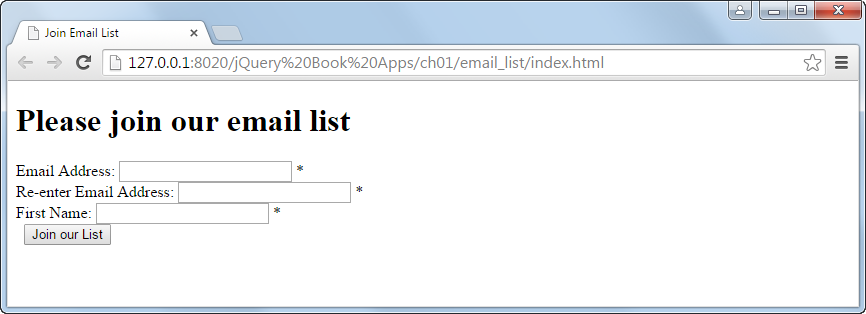 Join Email List
127.0.0.1:8020/jQuery%20Book%20Apps/ch01/email_list/index.html
Please join our email list
Email Address: *
Re-enter Email Address: *
First Name: *
Join our List